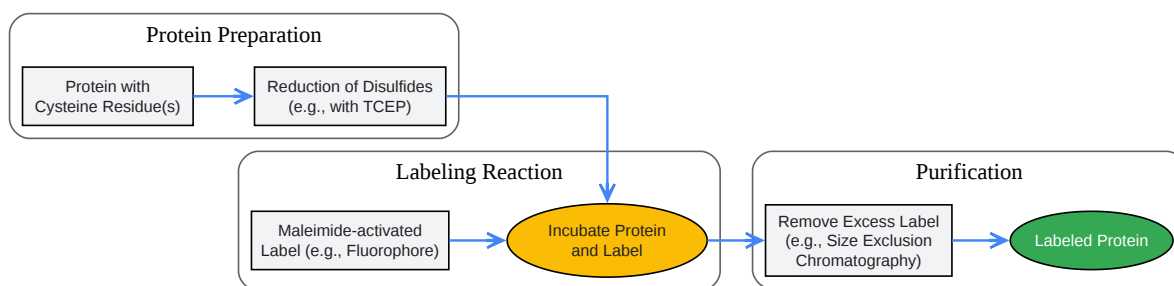 Protein Preparation
Protein with
Cysteine Residue(s)
Reduction of Disulfides
(e.g., with TCEP)
Labeling Reaction
Maleimide-activated
Label (e.g., Fluorophore)
Incubate Protein
and Label
Purification
Remove Excess Label
(e.g., Size Exclusion
Chromatography)
Labeled Protein